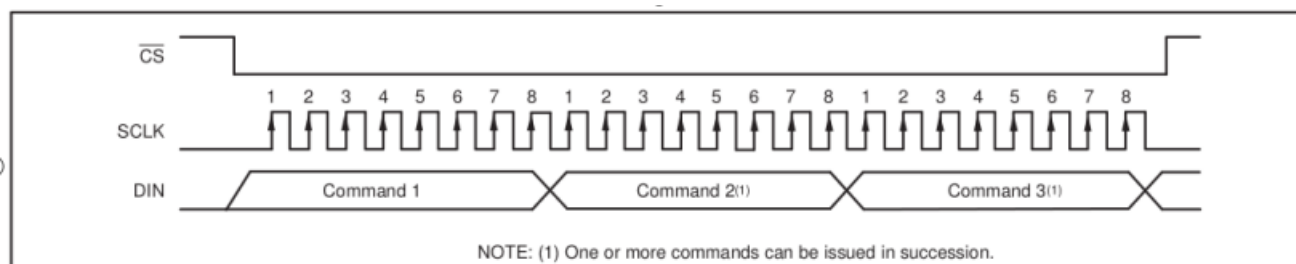 CS
1 2 3 4 5 6 7 8 1 2 3 4 5 6 7 8 1 2 3 4 5 6 7 8
SCLK
DIN Command 1 Command 2(1) Command 3(1)
NOTE: (1) One or more commands can be issued in succession.